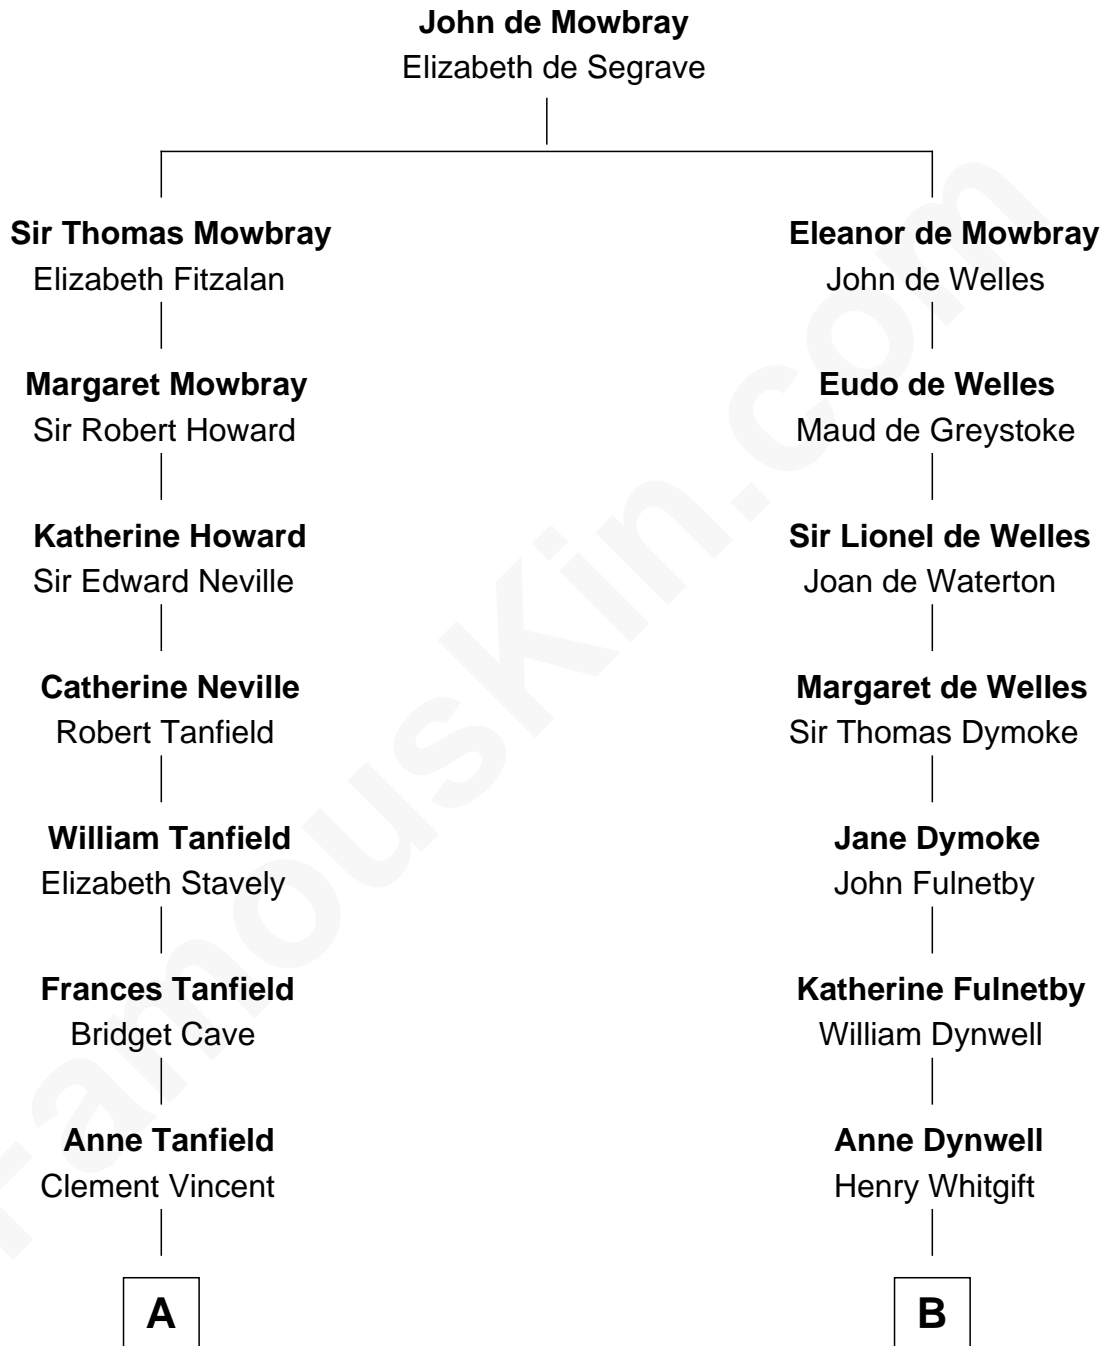 John de Mowbray
Elizabeth de Segrave
Sir Thomas Mowbray
Elizabeth Fitzalan
Margaret Mowbray
Sir Robert Howard
Katherine Howard
Sir Edward Neville
Catherine Neville
Robert Tanfield
William Tanfield
Elizabeth Stavely
Frances Tanfield
Bridget Cave
Anne Tanfield
Clement Vincent
A
Eleanor de Mowbray
John de Welles
Eudo de Welles
Maud de Greystoke
Sir Lionel de Welles
Joan de Waterton
Margaret de Welles
Sir Thomas Dymoke
Jane Dymoke
John Fulnetby
Katherine Fulnetby
William Dynwell
Anne Dynwell
Henry Whitgift
B
FamousKin.com